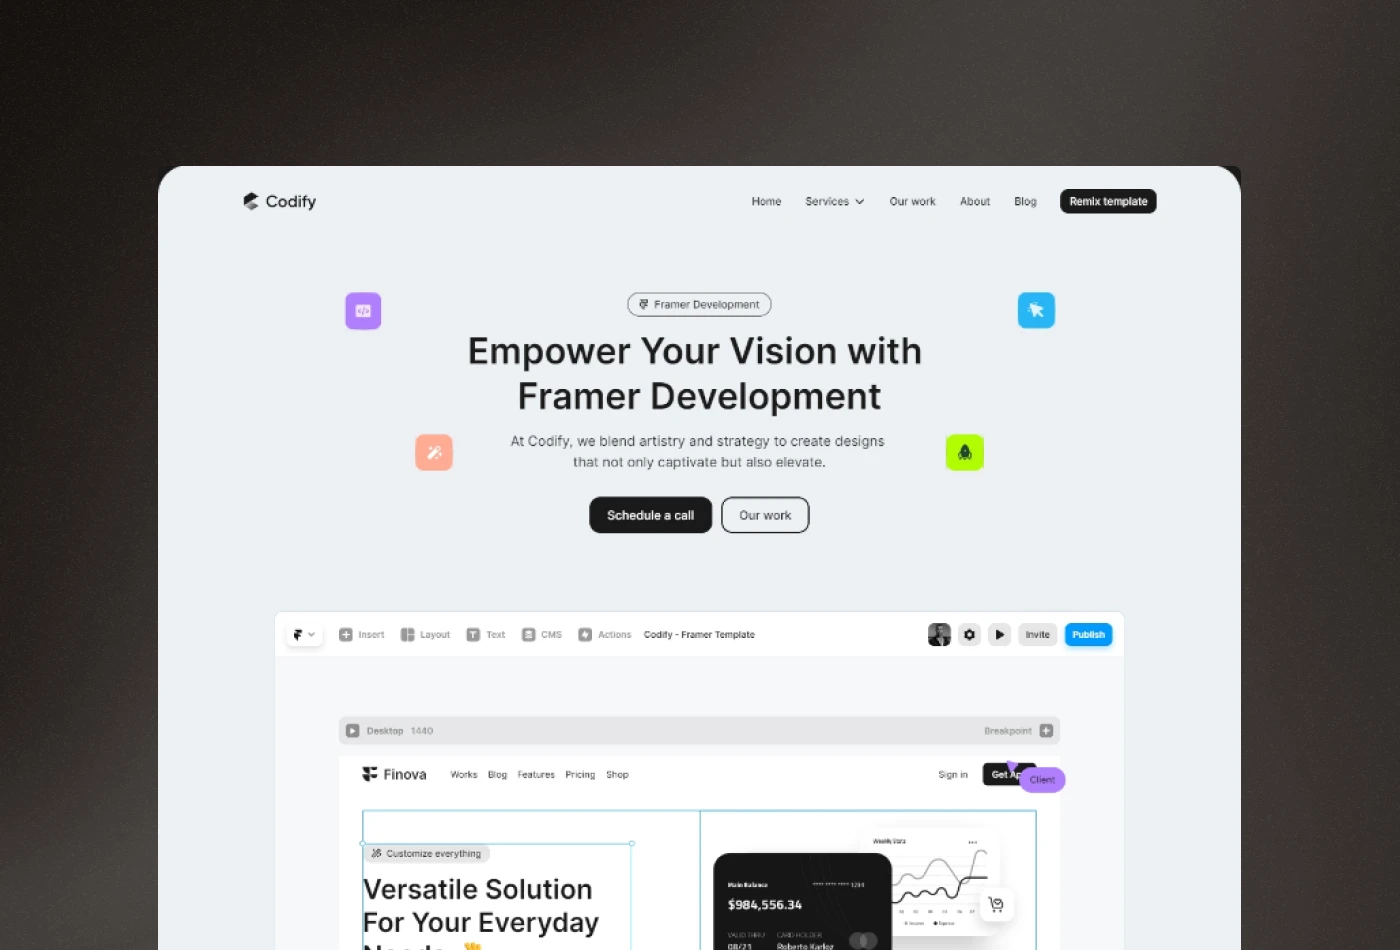 Codify
Home Services Our work About Blog Remix template
Framer Development
Empower Your Vision with
Framer Development
At Codify, we blend artistry and strategy to create designs
that not only captivate but also elevate.
Schedule a call Our work
Insert Layout Text CMS Actions Codify - Framer Template Invite Publish
Desktop 1440 Breakpoint
Finova Works Blog Features Pricing Shop Sign in Get Client
Customize everything
Weekly Stats
Versatile Solution
Main Balance **** **** **** 1234
$984,556.34
For Your Everyday
VALID THRU CARD HOLDER
08/21 Roberto Karloz
Needs